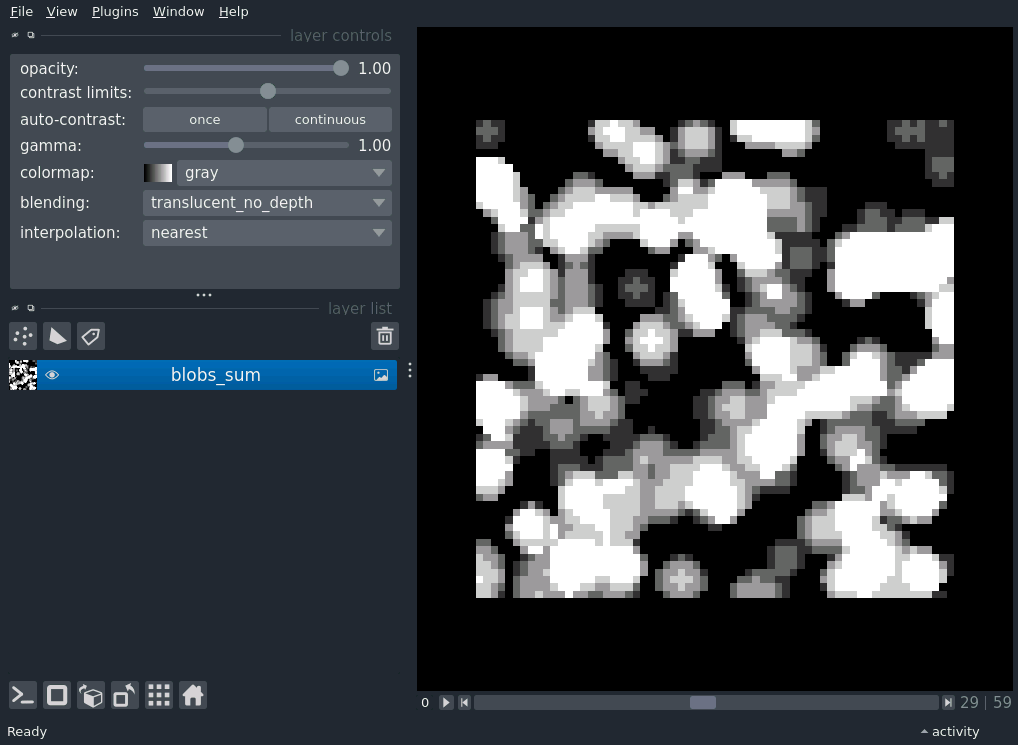 File View Plugins Window Help
layer controls
opacity: 1.00
contrast limits:
auto-contrast: once continuous
gamma: 1.00
colormap: gray
blending: translucent_no_depth
interpolation: nearest
layer list
blobs_sum
0 29 | 59
Ready activity